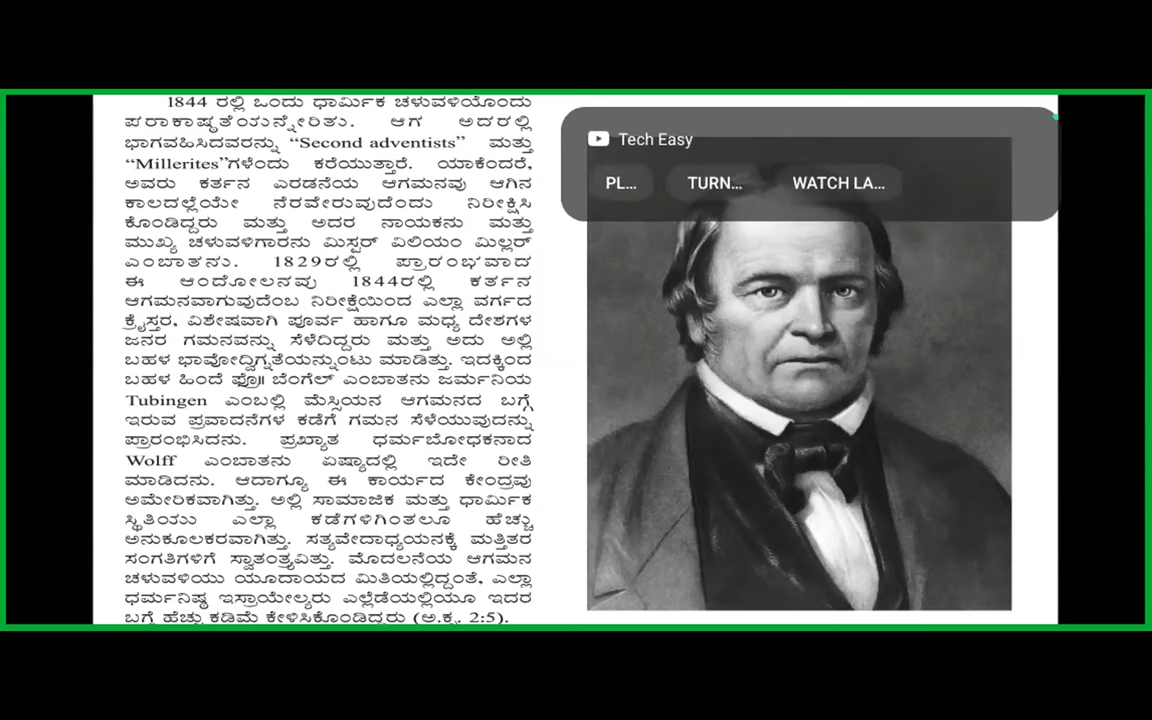 1844 ರಲ್ಲಿ ಒಂದು ಧಾರ್ಮಿಕ ಚಳುವಳಿಯೊಂದು
ಪರಾಕಾಷ್ಠತೆಯನ್ನೇರಿತು. ಆಗ ಅದರಲ್ಲಿ
ಭಾಗವಹಿಸಿದವರನ್ನು “Second adventists” ಮತ್ತು
“Millerites”ಗಳೆಂದು ಕರೆಯುತ್ತಾರೆ. ಯಾಕೆಂದರೆ,
ಅವರು ಕರ್ತನ ಎರಡನೆಯ ಆಗಮನವು ಆಗಿನ
ಕಾಲದಲ್ಲೆಯೇ ನೆರವೇರುವುದೆಂದು ನಿರೀಕ್ಷಿಸಿ
ಕೊಂಡಿದ್ದರು ಮತ್ತು ಅದರ ನಾಯಕನು ಮತ್ತು
ಮುಖ್ಯ ಚಳುವಳಿಗಾರನು ಮಿಸ್ಟರ್ ವಿಲಿಯಂ ಮಿಲ್ಲರ್
ಎಂಬಾತನು. 1829ರಲ್ಲಿ ಪ್ರಾರಂಭವಾದ
ಈ ಆಂದೋಲನವು 1844ರಲ್ಲಿ ಕರ್ತನ
ಆಗಮನವಾಗುವುದೆಂಬ ನಿರೀಕ್ಷೆಯಿಂದ ಎಲ್ಲಾ ವರ್ಗದ
ಕ್ರೈಸ್ತರ, ವಿಶೇಷವಾಗಿ ಪೂರ್ವ ಹಾಗೂ ಮಧ್ಯ ದೇಶಗಳ
ಜನರ ಗಮನವನ್ನು ಸೆಳೆದಿದ್ದರು ಮತ್ತು ಅದು ಅಲ್ಲಿ
ಬಹಳ ಭಾವೋದ್ವಿಗ್ನತೆಯನ್ನುಂಟು ಮಾಡಿತ್ತು. ಇದಕ್ಕಿಂದ
ಬಹಳ ಹಿಂದೆ ಫ್ರೊ॥ ಬೆಂಗೆಲ್ ಎಂಬಾತನು ಜರ್ಮನಿಯ
Tubingen ಎಂಬಲ್ಲಿ ಮೆಸ್ಸಿಯನ ಆಗಮನದ ಬಗ್ಗೆ
ಇರುವ ಪ್ರವಾದನೆಗಳ ಕಡೆಗೆ ಗಮನ ಸೆಳೆಯುವುದನ್ನು
ಪ್ರಾರಂಭಿಸಿದನು. ಪ್ರಖ್ಯಾತ ಧರ್ಮಬೋಧಕನಾದ
Wolff ಎಂಬಾತನು ಏಷ್ಯಾದಲ್ಲಿ ಇದೇ ರೀತಿ
ಮಾಡಿದನು. ಆದಾಗ್ಯೂ ಈ ಕಾರ್ಯದ ಕೇಂದ್ರವು
ಅಮೇರಿಕವಾಗಿತ್ತು. ಅಲ್ಲಿ ಸಾಮಾಜಿಕ ಮತ್ತು ಧಾರ್ಮಿಕ
ಸ್ಥಿತಿಯು ಎಲ್ಲಾ ಕಡೆಗಳಿಗಿಂತಲೂ ಹೆಚ್ಚು
ಅನುಕೂಲಕರವಾಗಿತ್ತು. ಸತ್ಯವೇದಾಧ್ಯಯನಕ್ಕೆ ಮತ್ತಿತರ
ಸಂಗತಿಗಳಿಗೆ ಸ್ವಾತಂತ್ರ್ಯವಿತ್ತು. ಮೊದಲನೆಯ ಆಗಮನ
ಚಳುವಳಿಯು ಯೂದಾಯದ ಮಿತಿಯಲ್ಲಿದ್ದಂತೆ, ಎಲ್ಲಾ
ಧರ್ಮನಿಷ್ಠ ಇಸ್ರಾಯೇಲ್ಯರು ಎಲ್ಲೆಡೆಯಲ್ಲಿಯೂ ಇದರ
ಬಗ್ಗೆ ಹೆಚ್ಚು ಕಡಿಮೆ ಕೇಳಿಸಿಕೊಂಡಿದ್ದರು (ಅ.ಕೃ. 2:5).
Tech Easy
PL... TURN... WATCH LA...